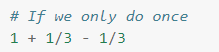 # If we only do once
1 + 1/3 - 1/3